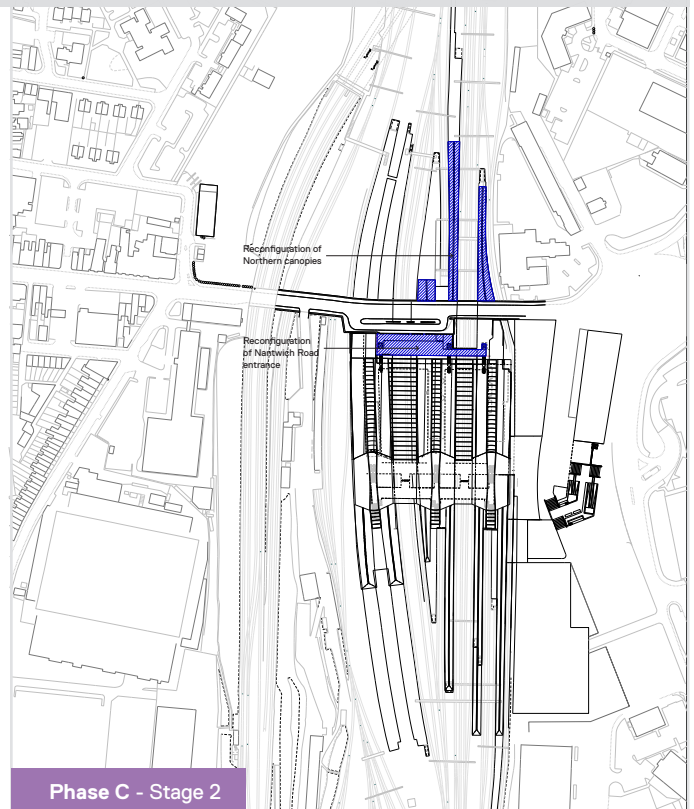 Reconfiguration of
Northern canopies
Reconfiguration
of Nantwich Road
entrance
Phase C - Stage 2